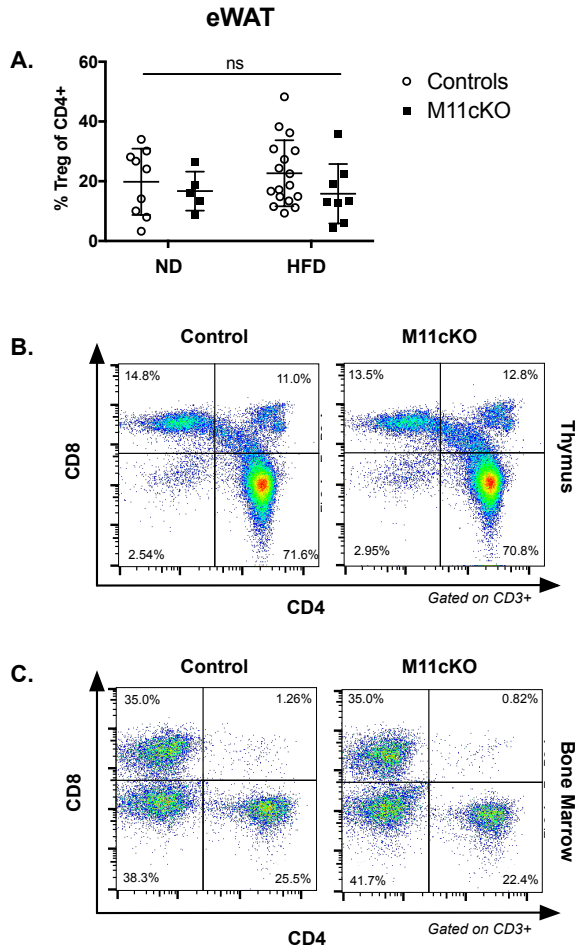 eWAT
A.
% Treg of CD4+
60
40
20
0
ns
ND
HFD
Controls
M11cKO
B.
Control
M11cKO
CD8
14.8%
11.0%
2.54%
71.6%
13.5%
12.8%
2.95%
70.8%
Thymus
CD4
Gated on CD3+
C.
Control
M11cKO
CD8
35.0%
1.26%
38.3%
25.5%
35.0%
0.82%
41.7%
22.4%
Bone Marrow
CD4
Gated on CD3+